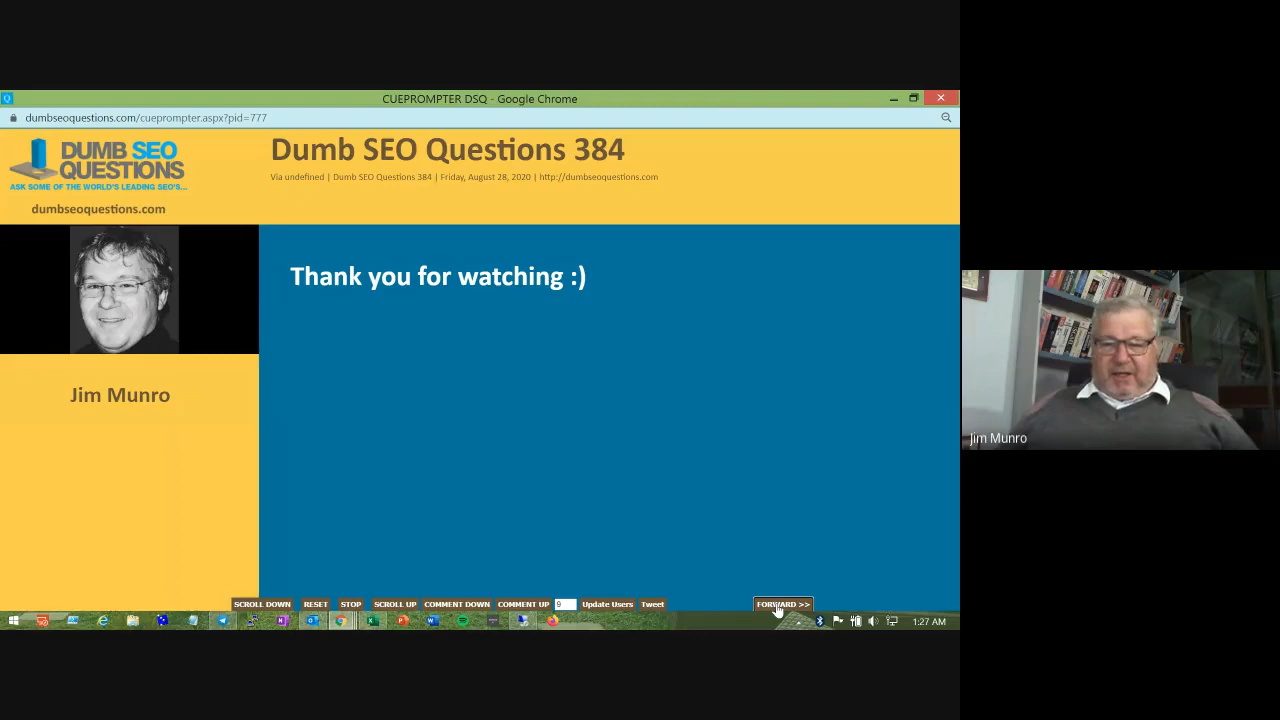 CUEPROMPTER DSQ - Google Chrome
dumbseoquestions.com/cueprompter.aspx?pid=777
DUMB SEO
QUESTIONS
ASK SOME OF THE WORLD'S LEADING SEO'S...
dumbseoquestions.com
Dumb SEO Questions 384
Via undefined | Dumb SEO Questions 384 | Friday, August 28, 2020 | http://dumbseoquestions.com
Thank you for watching :)
Jim Munro
Jim Munro
SCROLL DOWN RESET STOP SCROLL UP COMMENT DOWN COMMENT UP 9 Update Users Tweet FORWARD >>
1:27 AM